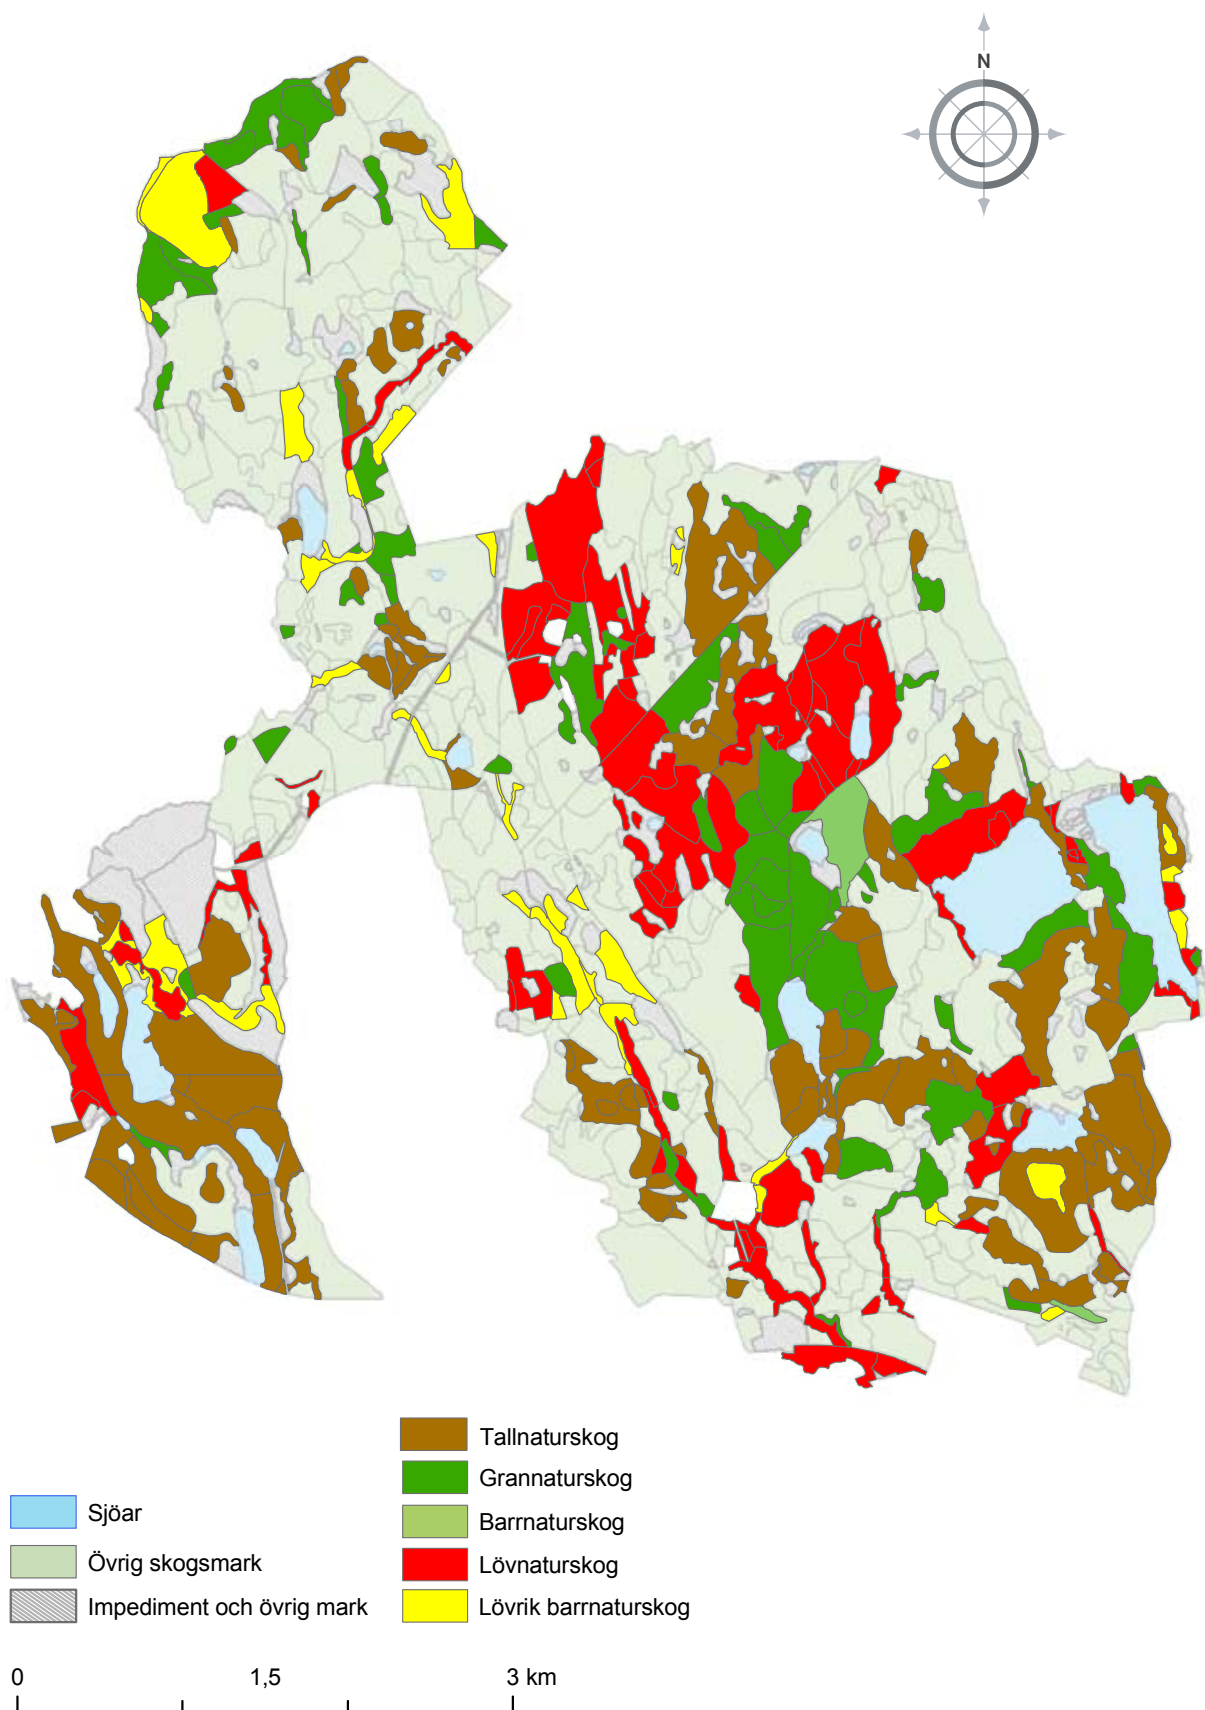 N
Tallnaturskog
Grannaturskog
Barrnaturskog
Lövnaturskog
Lövrik barrnaturskog
Sjöar
Övrig skogsmark
Impediment och övrig mark
0 1,5 3 km